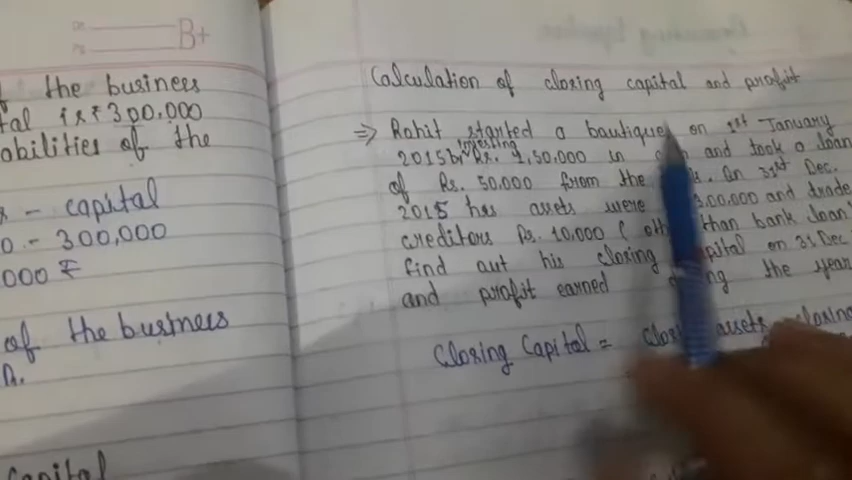 B+
the business
tal is ₹ 300,000
abilities of the
- capital
0 - 300,000
000 ₹
of the business
Capital
Calculation of closing capital and profit
⇒ Rohit started a boutique on 1st January
2015 by investing Rs. 1,50,000 in and took a loan
of Rs. 50,000 from the On 31st Dec.
2015 his assets were 300,000 and trade
creditors Rs. 10,000 ( than bank loan
find out his closing on 31 Dec
and profit earned the year
Closing Capital = assets closing